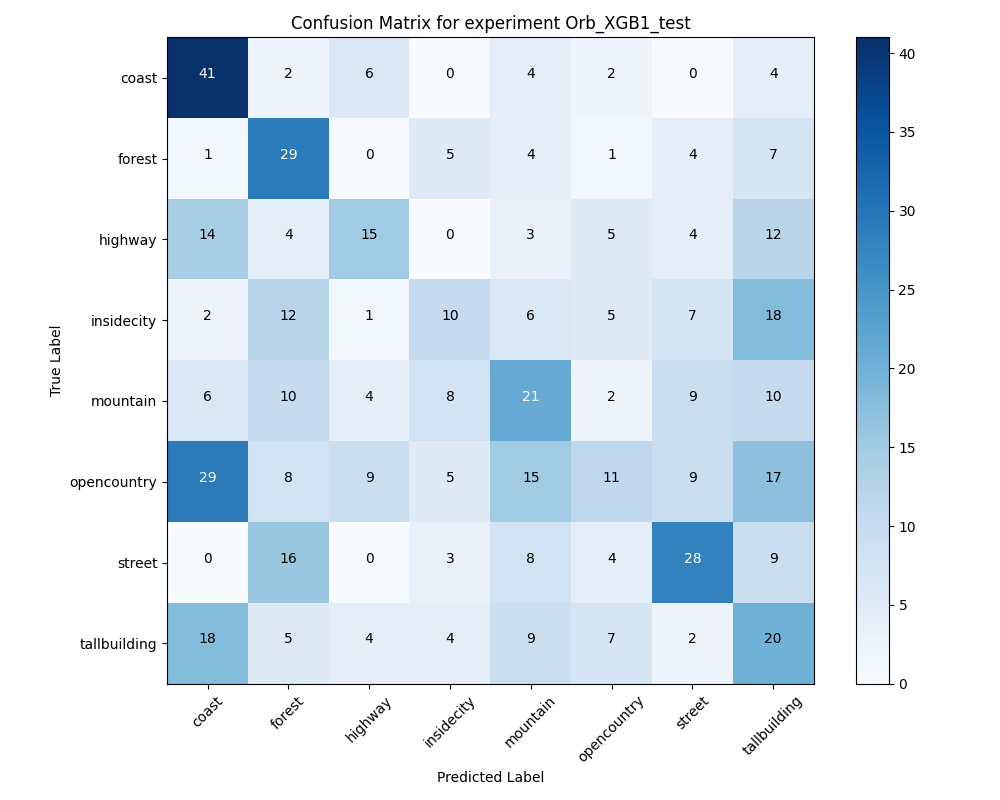 Confusion Matrix for experiment Orb_XGB1_test
coast 41 2 6 0 4 2 0 4
forest 1 29 0 5 4 1 4 7
highway 14 4 15 0 3 5 4 12
insidecity 2 12 1 10 6 5 7 18
mountain 6 10 4 8 21 2 9 10
opencountry 29 8 9 5 15 11 9 17
street 0 16 0 3 8 4 28 9
tallbuilding 18 5 4 4 9 7 2 20
coast forest highway insidecity mountain opencountry street tallbuilding
Predicted Label
True Label
40
35
30
25
20
15
10
5
0